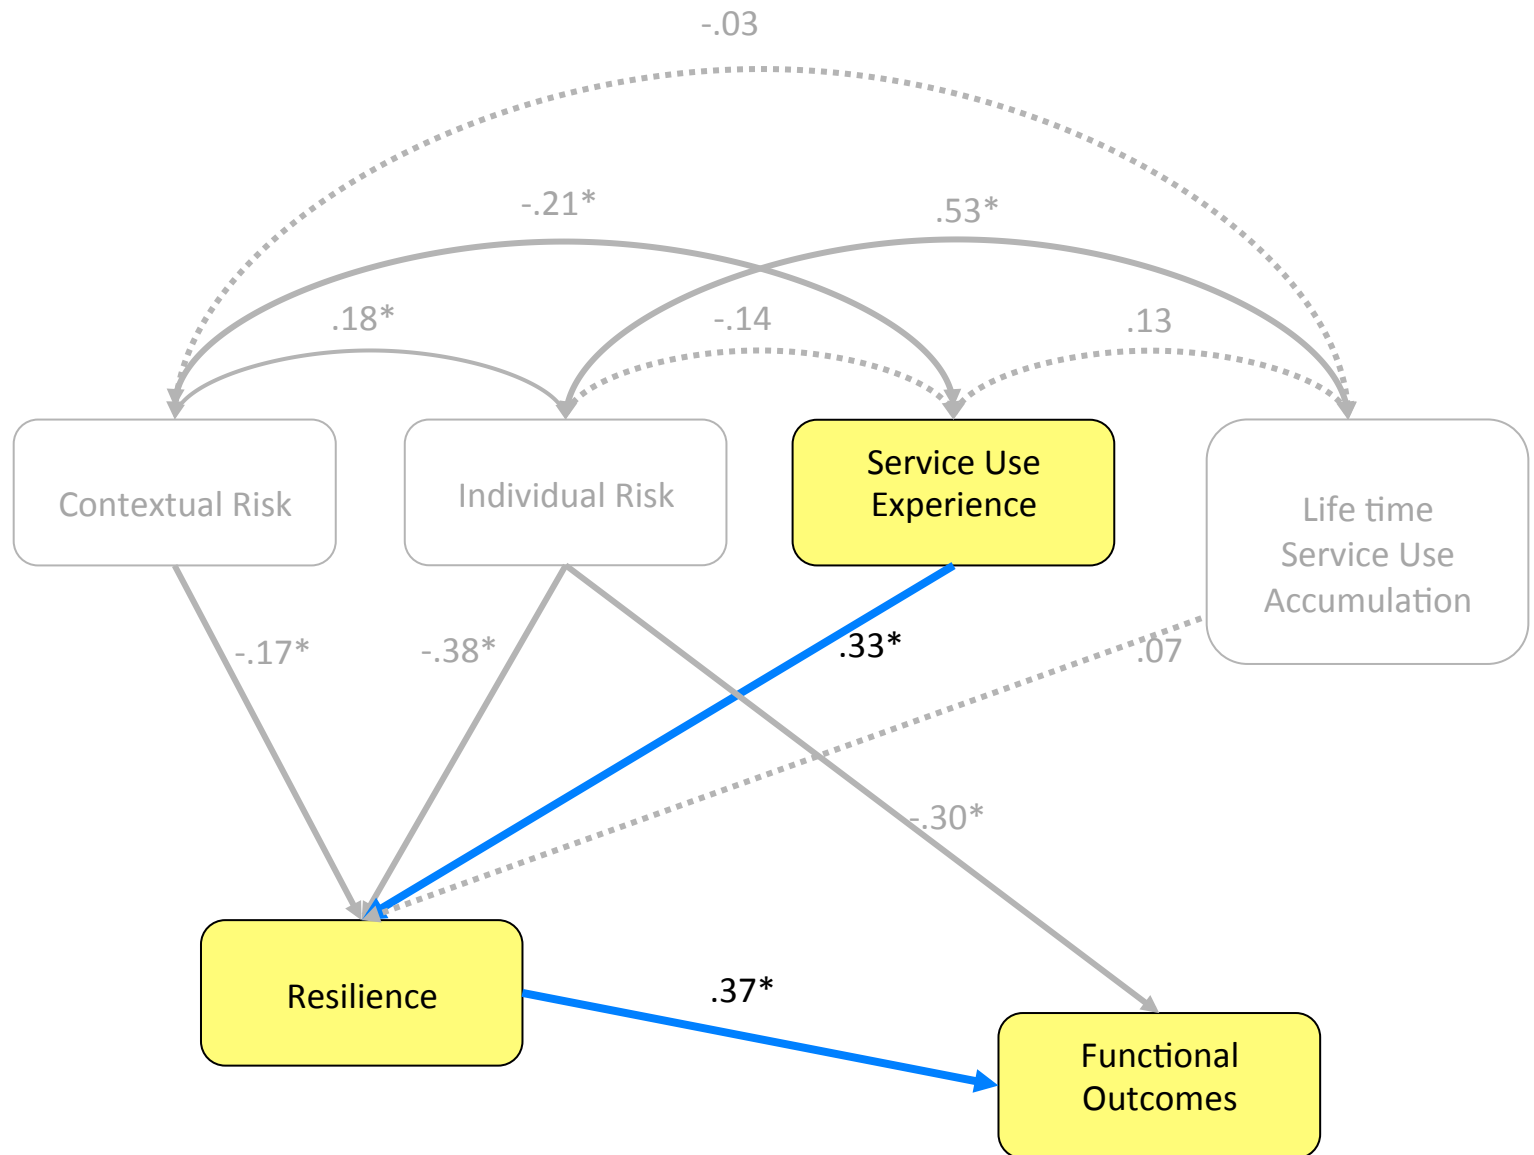 -.03
-.21*
.53*
.18*
-.14
.13
Contextual Risk
Individual Risk
Service Use
Experience
Life time
Service Use
Accumulation
-.17*
-.38*
.33*
.07
-.30*
Resilience
.37*
Functional
Outcomes